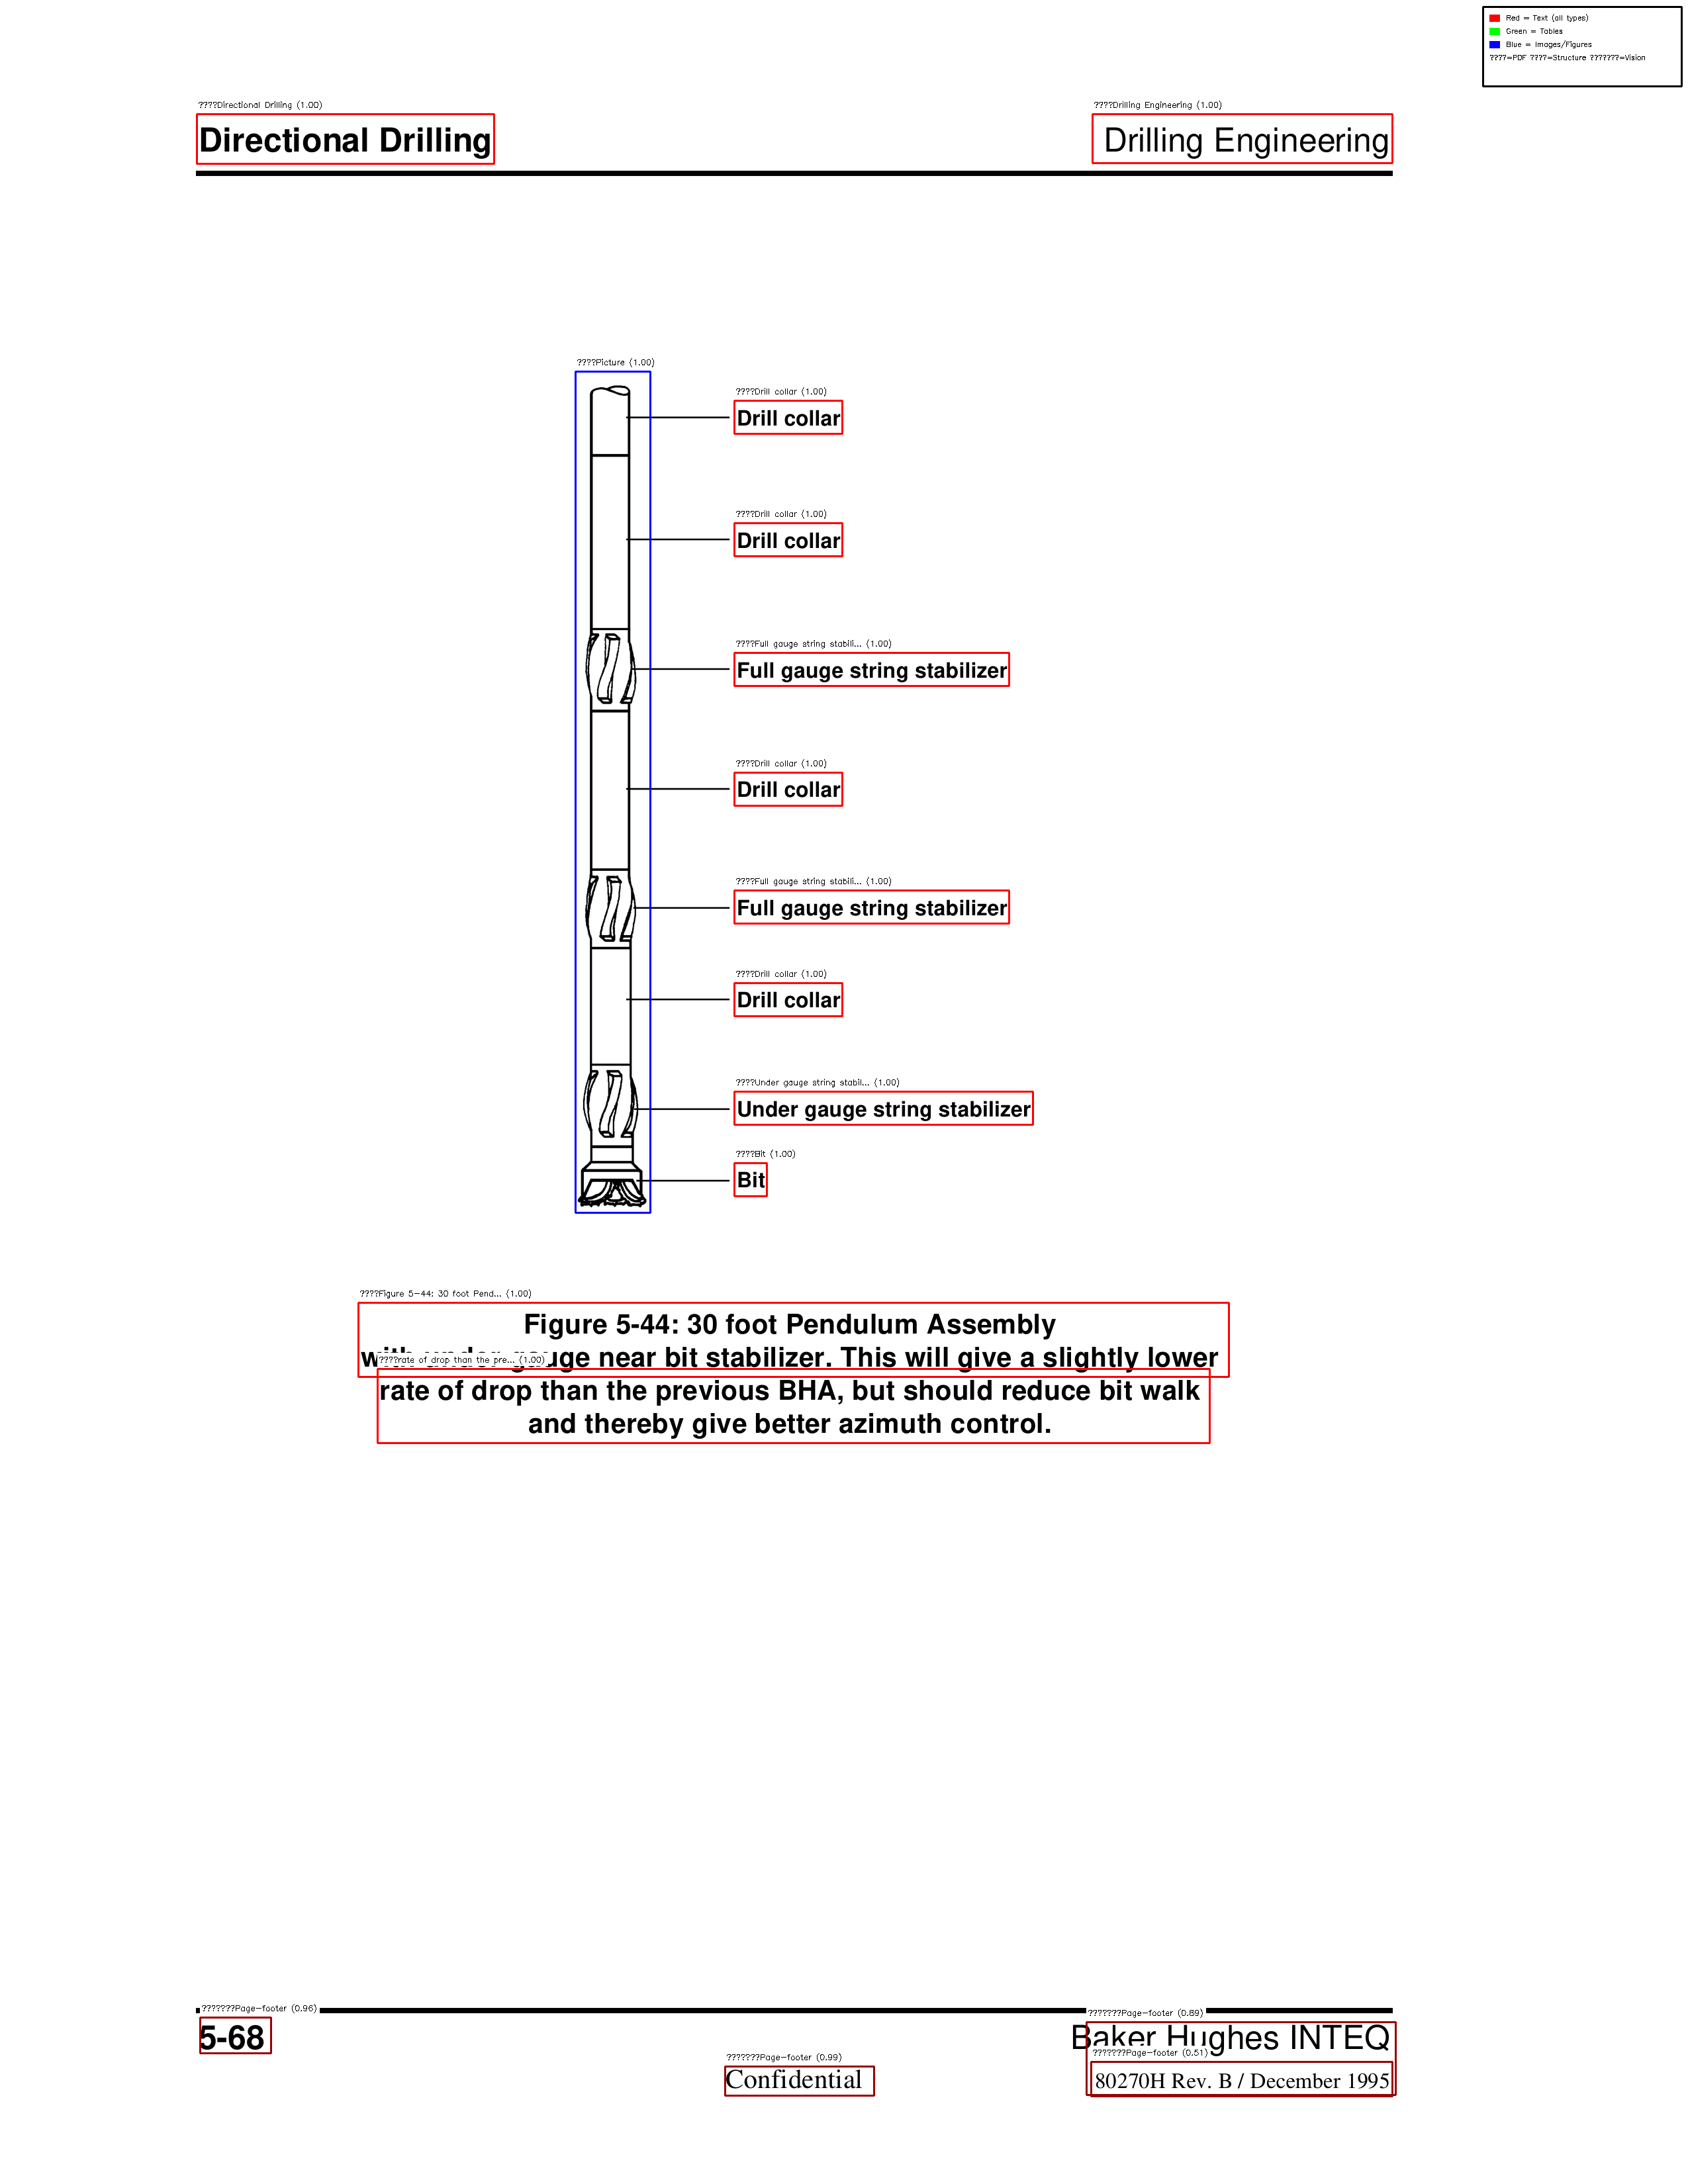 Red = Text (all types)
Green = Tables
Blue = Images/Figures
????=PDF ????=Structure ???????=Vision
????Directional Drilling (1.00)
????Drilling Engineering (1.00)
Directional Drilling
Drilling Engineering
????Picture (1.00)
????Drill collar (1.00)
Drill collar
????Drill collar (1.00)
Drill collar
????Full gauge string stabili... (1.00)
Full gauge string stabilizer
????Drill collar (1.00)
Drill collar
????Full gauge string stabili... (1.00)
Full gauge string stabilizer
????Drill collar (1.00)
Drill collar
????Under gauge string stabil... (1.00)
Under gauge string stabilizer
????Bit (1.00)
Bit
????Figure 5-44: 30 foot Pend... (1.00)
Figure 5-44: 30 foot Pendulum Assembly
with under gauge near bit stabilizer. This will give a slightly lower
????rate of drop than the pre... (1.00)
rate of drop than the previous BHA, but should reduce bit walk
and thereby give better azimuth control.
???????Page-footer (0.96)
???????Page-footer (0.89)
5-68
Baker Hughes INTEQ
???????Page-footer (0.99)
???????Page-footer (0.51)
Confidential
80270H Rev. B / December 1995